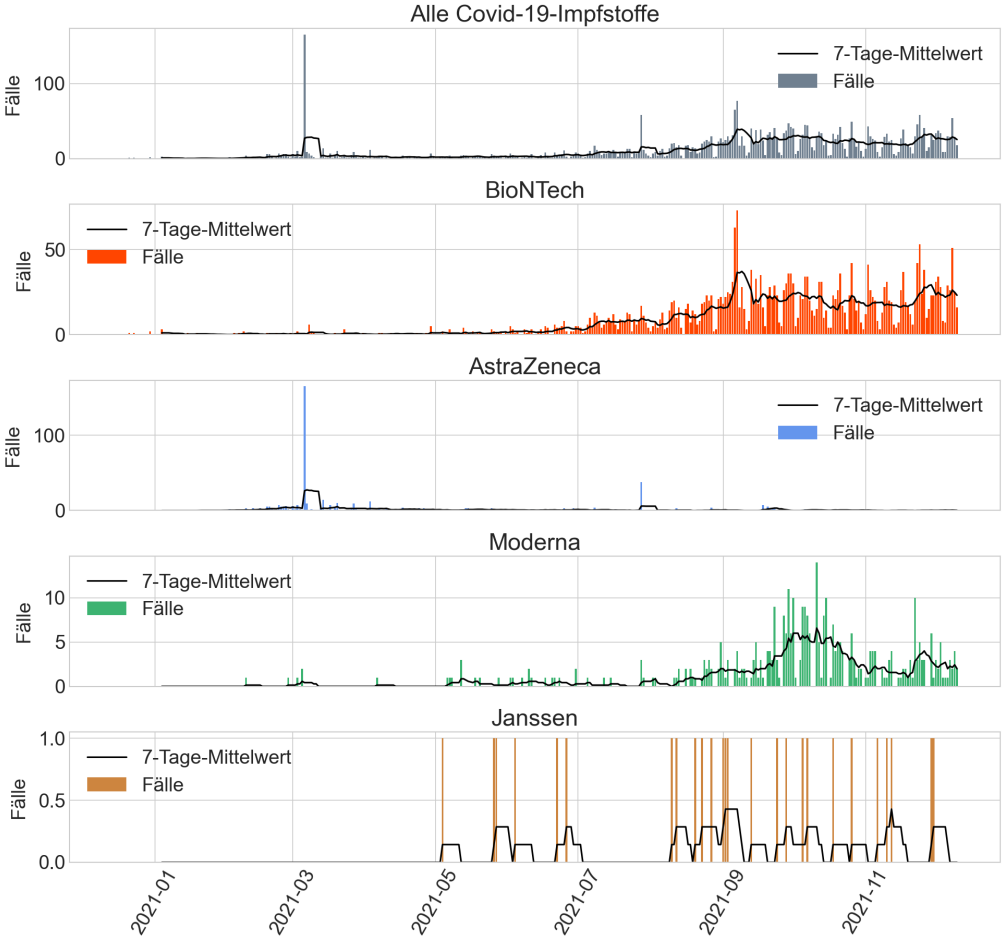 Alle Covid-19-Impfstoffe
Fälle
100
0
7-Tage-Mittelwert
Fälle
BioNTech
Fälle
50
0
7-Tage-Mittelwert
Fälle
AstraZeneca
Fälle
100
0
7-Tage-Mittelwert
Fälle
Moderna
Fälle
10
5
0
7-Tage-Mittelwert
Fälle
Janssen
Fälle
1.0
0.5
0.0
7-Tage-Mittelwert
Fälle
2021-01
2021-03
2021-05
2021-07
2021-09
2021-11